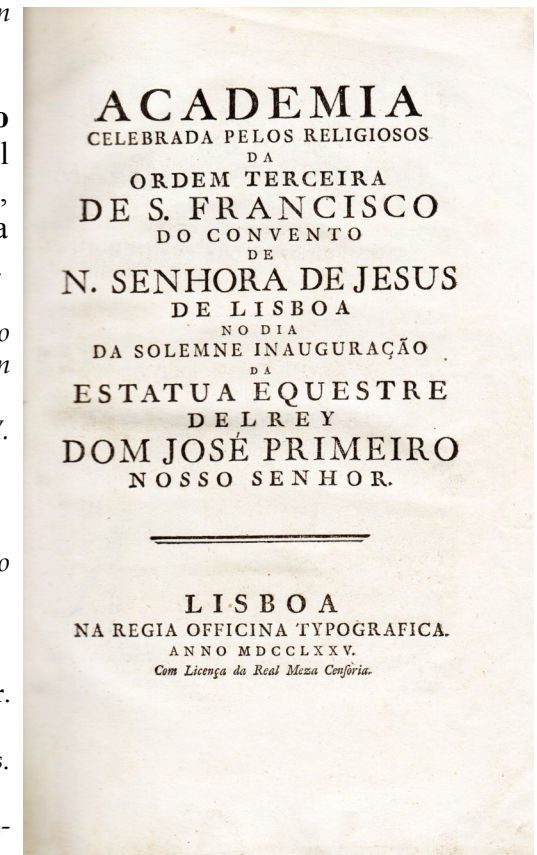 ACADEMIA
CELEBRADA PELOS RELIGIOSOS
DA
ORDEM TERCEIRA
DE S. FRANCISCO
DO CONVENTO
DE
N. SENHORA DE JESUS
DE LISBOA
NO DIA
DA SOLEMNE INAUGURAÇÃO
DA
ESTATUA EQUESTRE
DELREY
DOM JOSÉ PRIMEIRO
NOSSO SENHOR.
LISBOA
NA REGIA OFFICINA TYPOGRAFICA.
ANNO MDCCLXXV.
Com Licença da Real Meza Cenſoria.